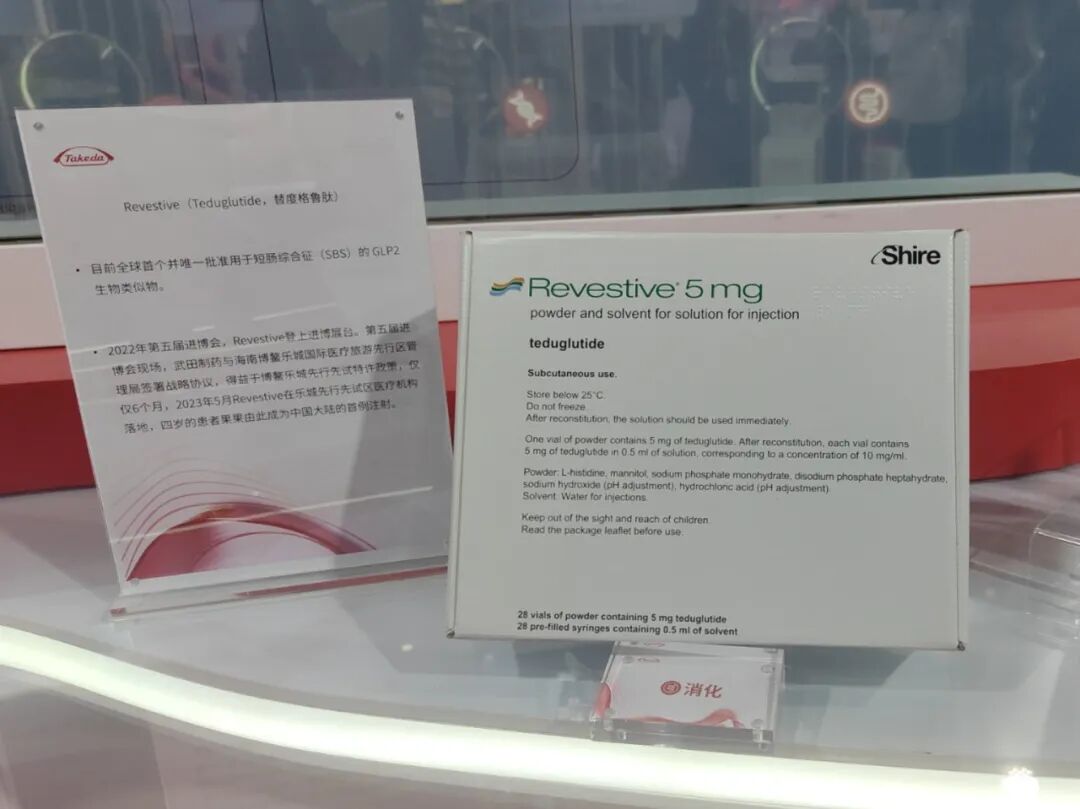 Takeda
Revestive（Teduglutide，替度格鲁肽）
• 目前全球首个并唯一批准用于短肠综合征（SBS）的 GLP2
生物类似物。
• 2022年第五届进博会，Revestive登上进博展台。第五届进
博会现场，武田制药与海南博鳌乐城国际医疗旅游先行区管
理局签署战略协议，得益于博鳌乐城先行先试特许政策，仅
仅6个月，2023年5月Revestive在乐城先行先试区医疗机构
落地，四岁的患者果果由此成为中国大陆的首例注射。
Shire
Revestive® 5 mg
powder and solvent for solution for injection
teduglutide
Subcutaneous use.
Store below 25°C.
Do not freeze.
After reconstitution, the solution should be used immediately.
One vial of powder contains 5 mg of teduglutide. After reconstitution, each vial contains
5 mg of teduglutide in 0.5 ml of solution, corresponding to a concentration of 10 mg/ml.
Powder: L-histidine, mannitol, sodium phosphate monohydrate, disodium phosphate heptahydrate,
sodium hydroxide (pH adjustment), hydrochloric acid (pH adjustment).
Solvent: Water for injections.
Keep out of the sight and reach of children.
Read the package leaflet before use.
28 vials of powder containing 5 mg teduglutide
28 pre-filled syringes containing 0.5 ml of solvent
消化